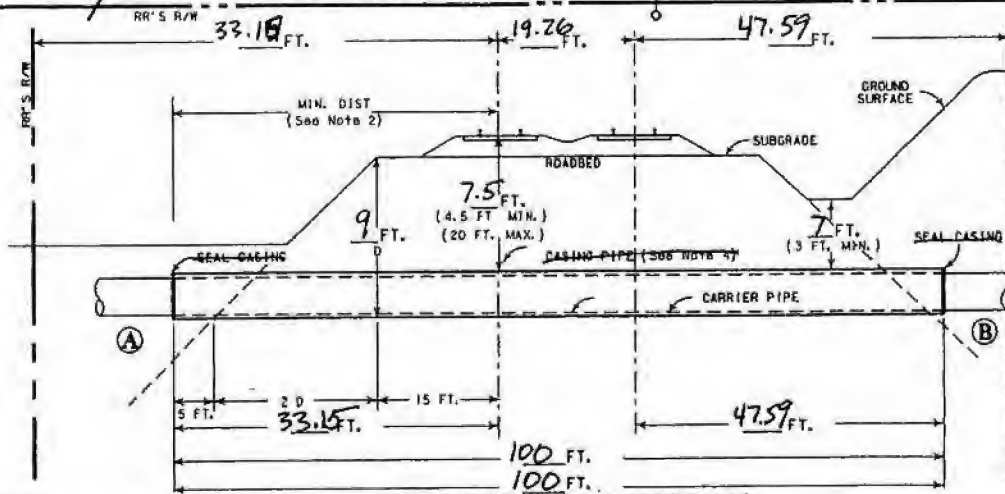 RR'S R/W
33.15 FT.
19.26
47.59 FT.
RR'S R/W
MIN. DIST
(See Note 2)
GROUND
SURFACE
SUBGRADE
ROADBED
7.5 FT.
(4.5 FT MIN.)
(20 FT. MAX.)
9 FT.
D
7 FT.
(3 FT. MIN.)
SEAL CASING
CASING PIPE (See Note 4)
SEAL CASING
CARRIER PIPE
A
B
5 FT.
2 D
15 FT.
33.15 FT.
47.59 FT.
100 FT.
100 FT.